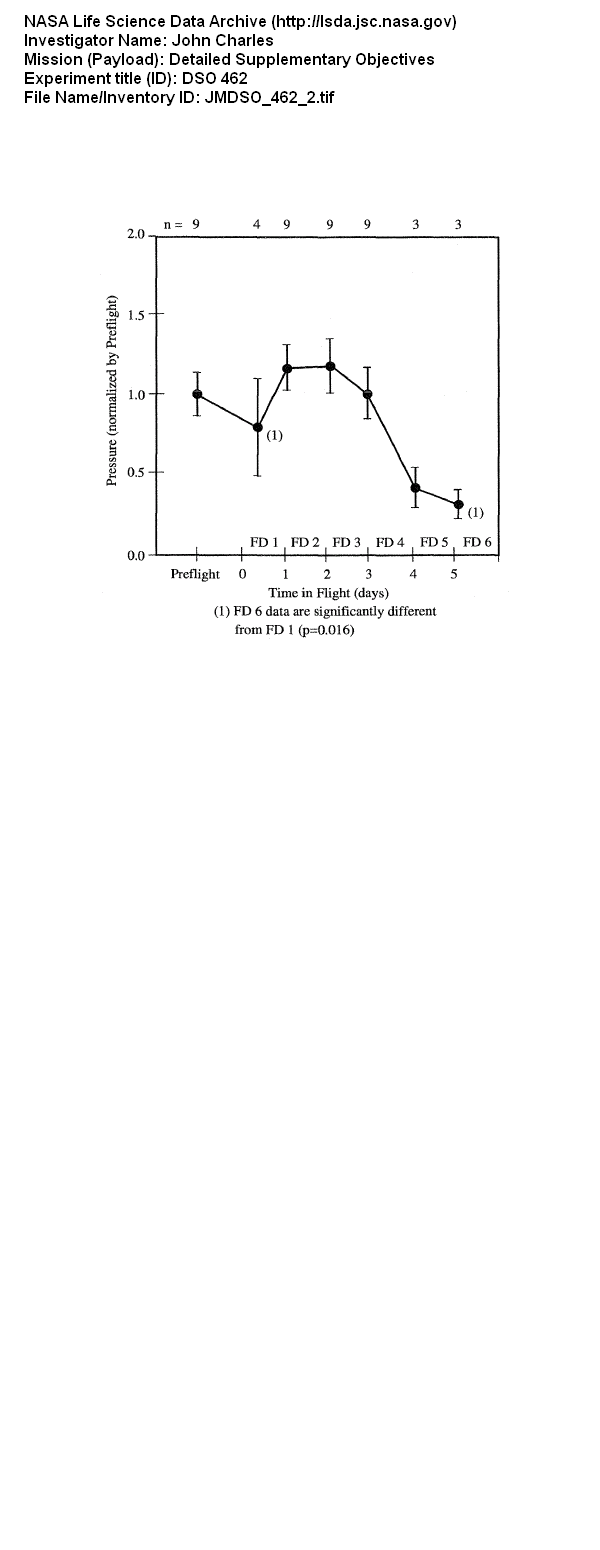 NASA Life Science Data Archive (http://lsda.jsc.nasa.gov)
Investigator Name: John Charles
Mission (Payload): Detailed Supplementary Objectives
Experiment title (ID): DSO 462
File Name/Inventory ID: JMDSO_462_2.tif
n = 9 4 9 9 9 3 3
2.0
1.5
1.0
0.5
0.0
Pressure (normalized by Preflight)
(1)
(1)
FD 1 FD 2 FD 3 FD 4 FD 5 FD 6
Preflight 0 1 2 3 4 5
Time in Flight (days)
(1) FD 6 data are significantly different
from FD 1 (p=0.016)